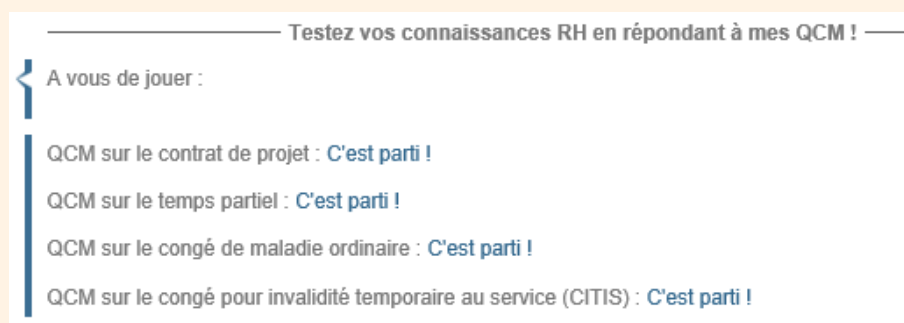 Testez vos connaissances RH en répondant à mes QCM !
A vous de jouer :
QCM sur le contrat de projet : C'est parti !
QCM sur le temps partiel : C'est parti !
QCM sur le congé de maladie ordinaire : C'est parti !
QCM sur le congé pour invalidité temporaire au service (CITIS) : C'est parti !